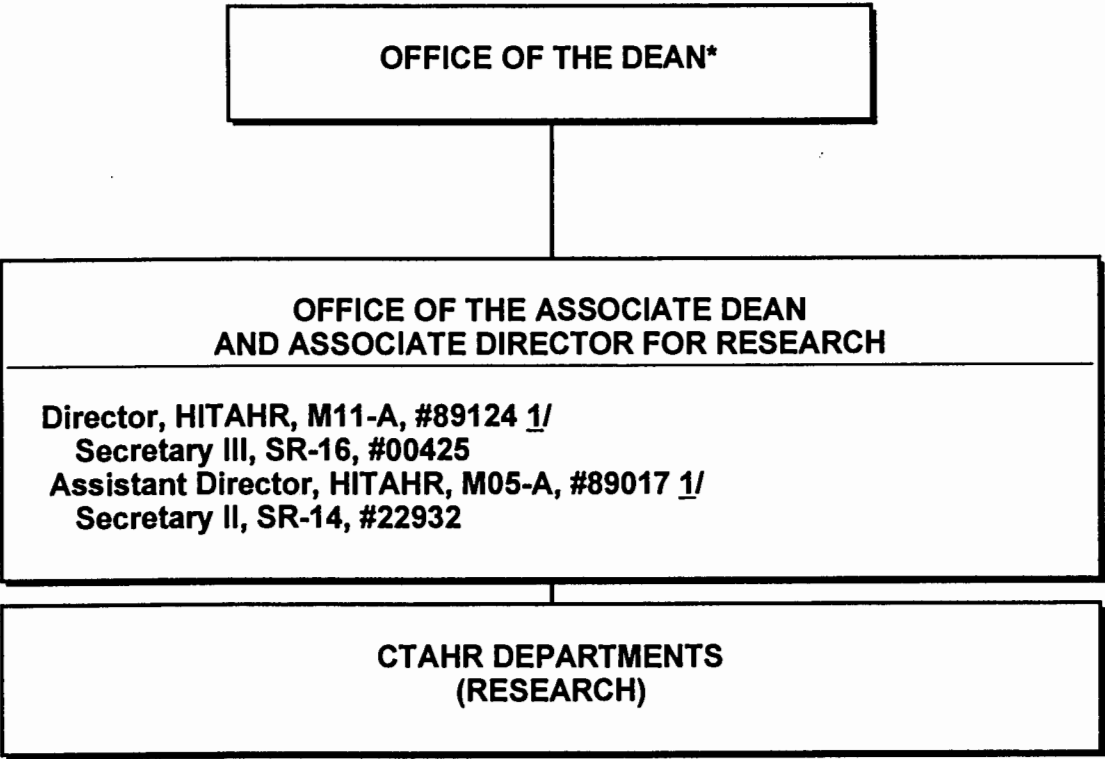 OFFICE OF THE DEAN*
OFFICE OF THE ASSOCIATE DEAN
AND ASSOCIATE DIRECTOR FOR RESEARCH
Director, HITAHR, M11-A, #89124 1/
Secretary III, SR-16, #00425
Assistant Director, HITAHR, M05-A, #89017 1/
Secretary II, SR-14, #22932
CTAHR DEPARTMENTS
(RESEARCH)